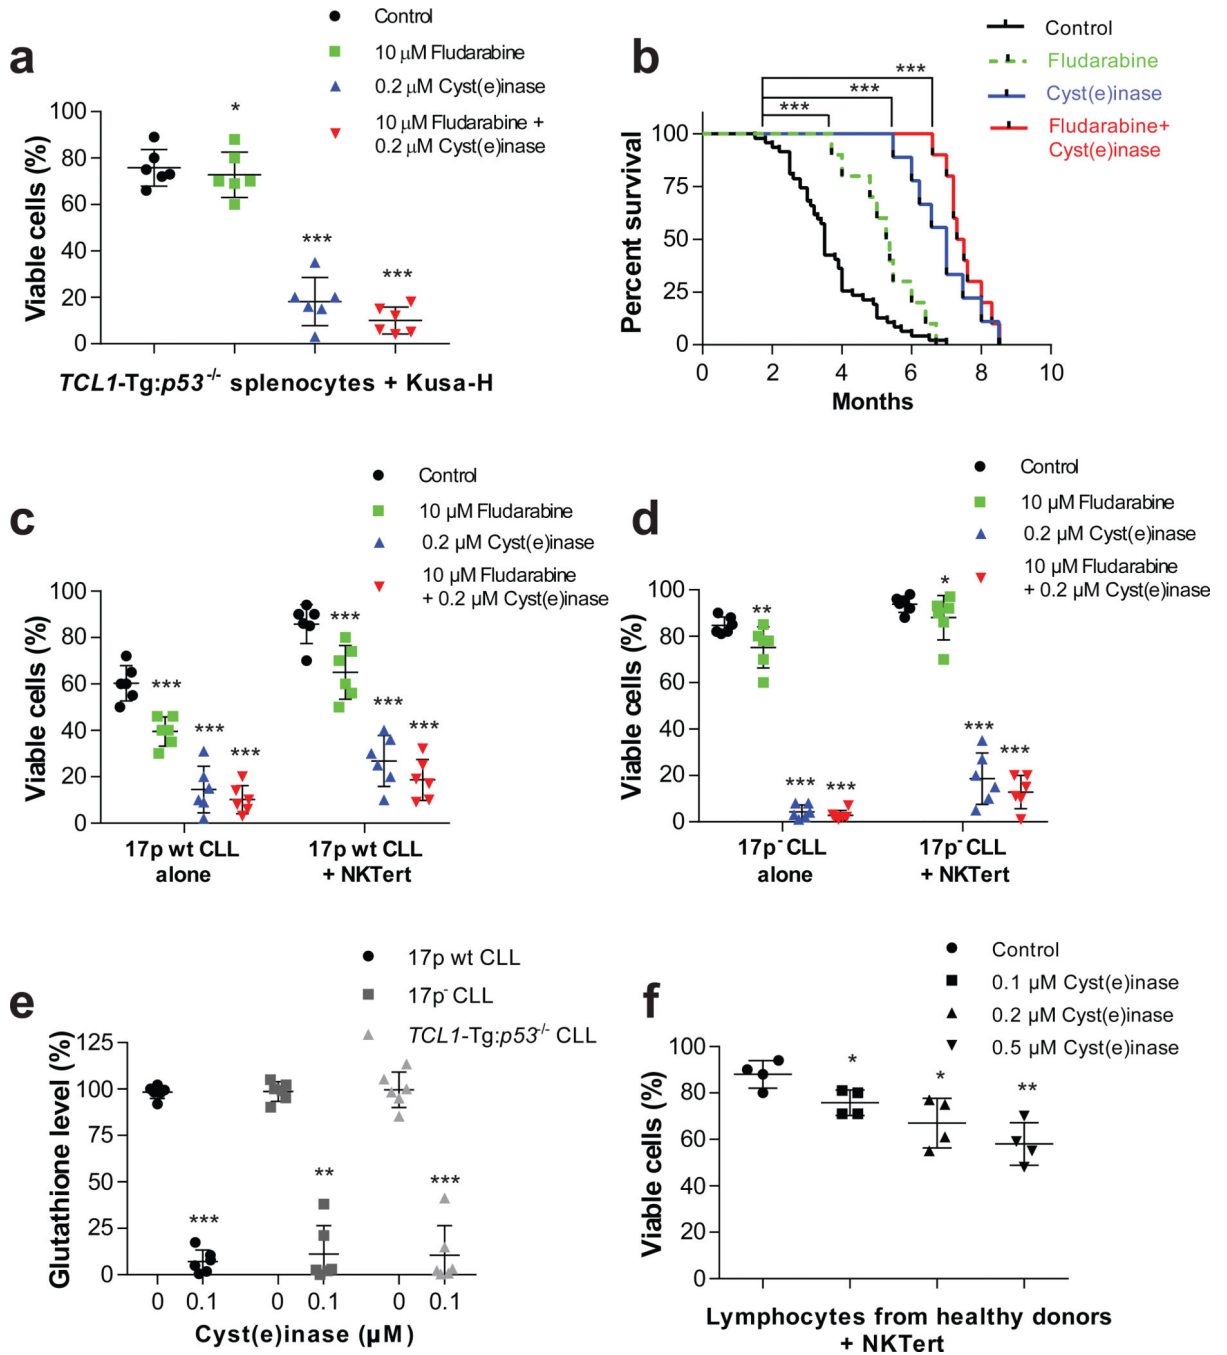 a
Control
10 µM Fludarabine
0.2 µM Cyst(e)inase
10 µM Fludarabine +
0.2 µM Cyst(e)inase
Viable cells (%)
100
80
60
40
20
0
*
***
***
TCL1-Tg:p53-/- splenocytes + Kusa-H
b
Control
Fludarabine
Cyst(e)inase
Fludarabine+
Cyst(e)inase
***
***
***
Percent survival
100
75
50
25
0
0 2 4 6 8 10
Months
c
Control
10 µM Fludarabine
0.2 µM Cyst(e)inase
10 µM Fludarabine
+ 0.2 µM Cyst(e)inase
Viable cells (%)
100
80
60
40
20
0
***
***
***
***
***
***
17p wt CLL
alone
17p wt CLL
+ NKTert
d
Control
10 µM Fludarabine
0.2 µM Cyst(e)inase
10 µM Fludarabine
+ 0.2 µM Cyst(e)inase
Viable cells (%)
100
80
60
40
20
0
**
***
***
*
***
***
17p- CLL
alone
17p- CLL
+ NKTert
e
17p wt CLL
17p- CLL
TCL1-Tg:p53-/- CLL
Glutathione level (%)
125
100
75
50
25
0
***
**
***
0 0.1 0 0.1 0 0.1
Cyst(e)inase (µM)
f
Control
0.1 µM Cyst(e)inase
0.2 µM Cyst(e)inase
0.5 µM Cyst(e)inase
Viable cells (%)
100
80
60
40
20
0
*
*
**
Lymphocytes from healthy donors
+ NKTert